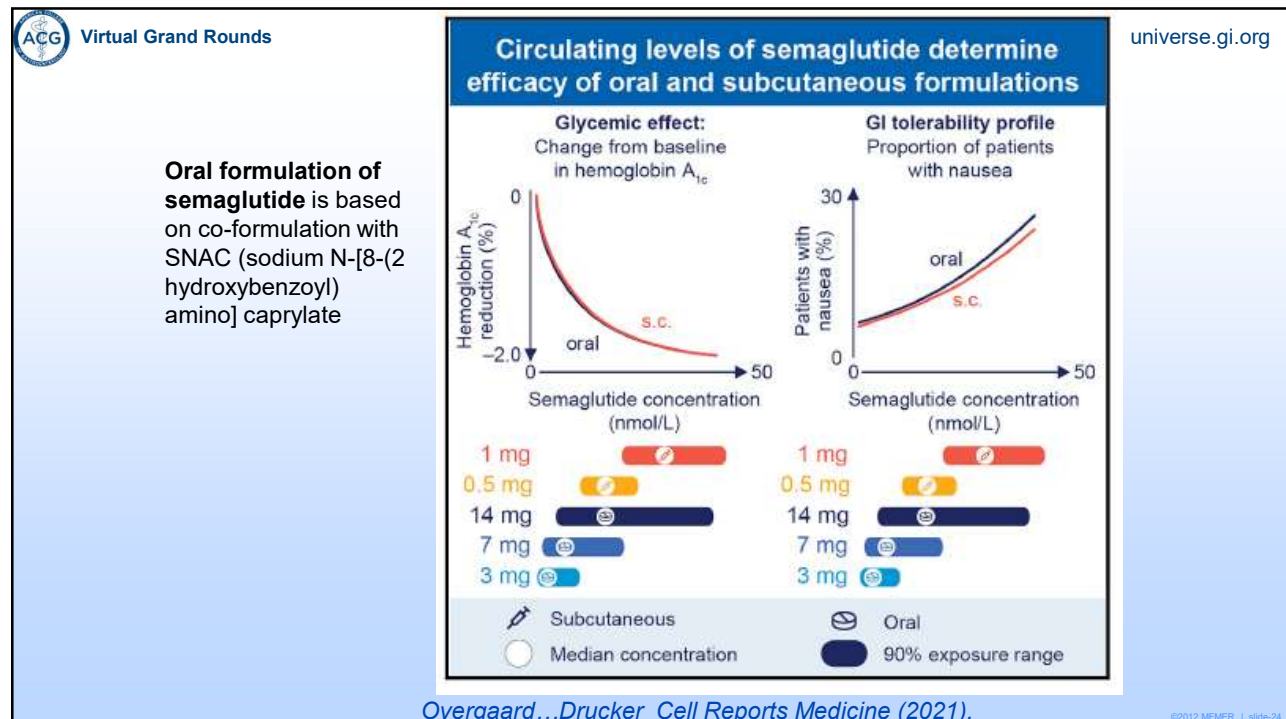 ACG
Virtual Grand Rounds
universe.gi.org
Oral formulation of
semaglutide is based
on co-formulation with
SNAC (sodium N-[8-(2
hydroxybenzoyl)
amino] caprylate
Circulating levels of semaglutide determine
efficacy of oral and subcutaneous formulations
Glycemic effect:
Change from baseline
in hemoglobin A1c
Hemoglobin A1c
reduction (%)
0
−2.0
s.c.
oral
0
50
Semaglutide concentration
(nmol/L)
1 mg
0.5 mg
14 mg
7 mg
3 mg
GI tolerability profile
Proportion of patients
with nausea
Patients with
nausea (%)
30
0
oral
s.c.
0
50
Semaglutide concentration
(nmol/L)
1 mg
0.5 mg
14 mg
7 mg
3 mg
Subcutaneous
Oral
Median concentration
90% exposure range
Overgaard…Drucker Cell Reports Medicine (2021).
©2012 MFMER | slide-24